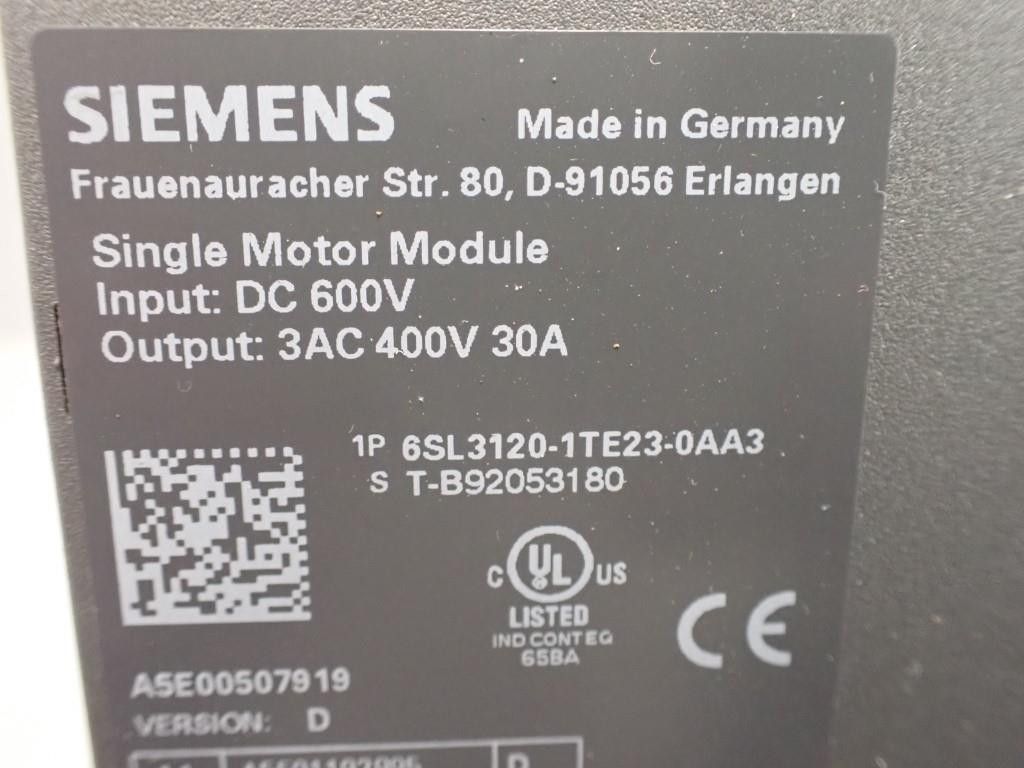 SIEMENS
Made in Germany
Frauenauracher Str. 80, D-91056 Erlangen
Single Motor Module
Input: DC 600V
Output: 3AC 400V 30A
1P 6SL3120-1TE23-0AA3
S T-B92053180
C UL US
LISTED
IND CONT EQ
65BA
CE
A5E00507919
VERSION: D